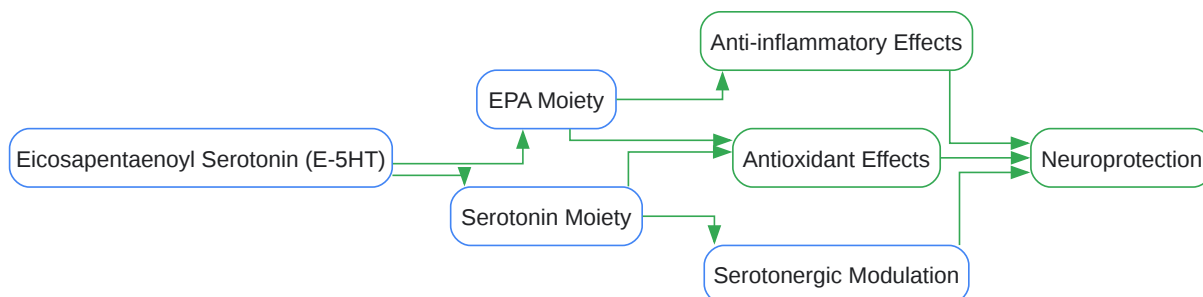 Anti-inflammatory Effects
EPA Moiety
Eicosapentaenoyl Serotonin (E-5HT)
Antioxidant Effects
Neuroprotection
Serotonin Moiety
Serotonergic Modulation